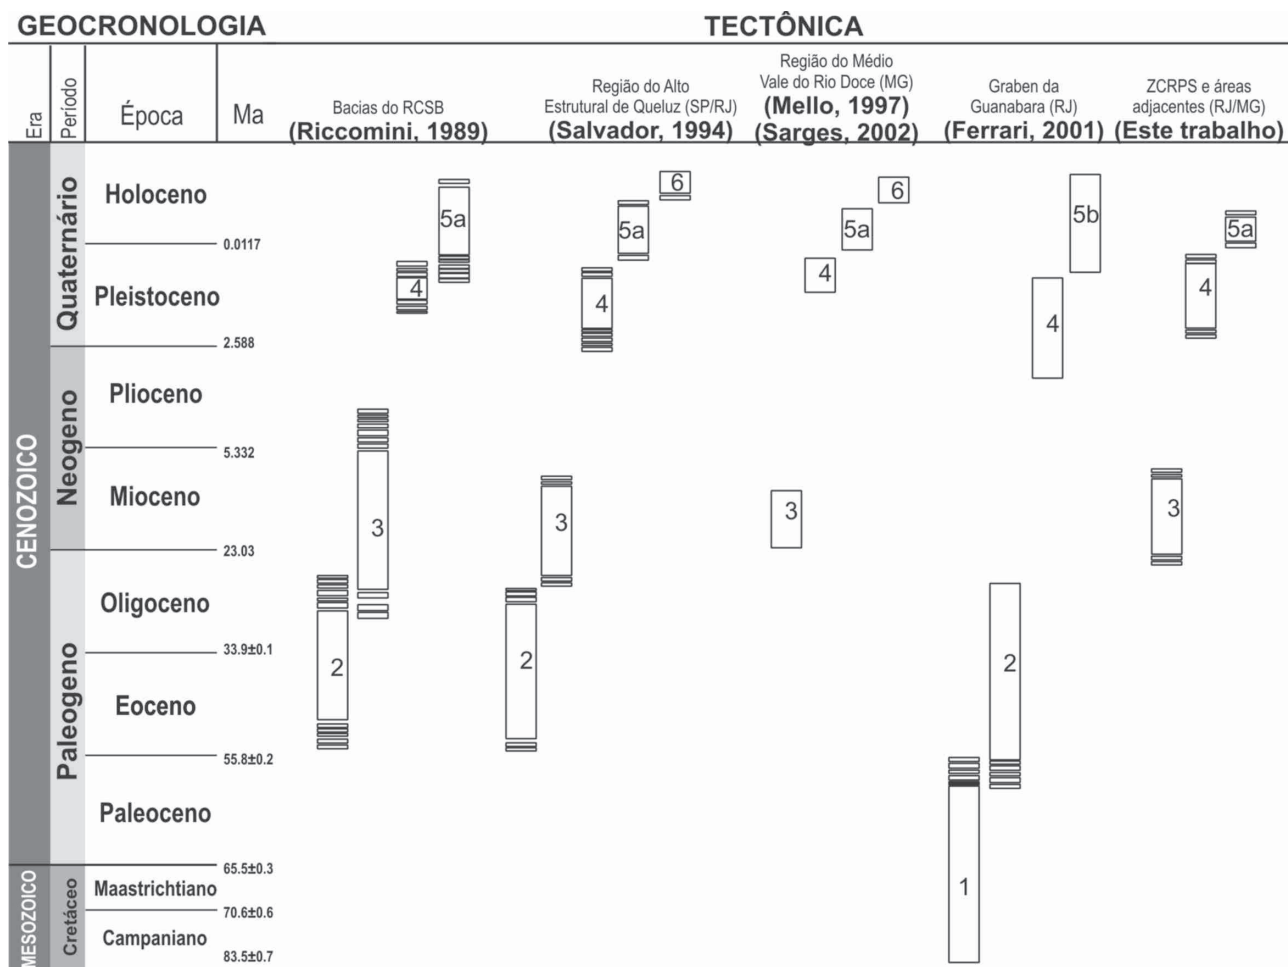 GEOCRONOLOGIA
TECTÔNICA
Era
Período
Época
Ma
Bacias do RCSB
(Riccomini, 1989)
Região do Alto
Estrutural de Queluz (SP/RJ)
(Salvador, 1994)
Região do Médio
Vale do Rio Doce (MG)
(Mello, 1997)
(Sarges, 2002)
Graben da
Guanabara (RJ)
(Ferrari, 2001)
ZCRPS e áreas
adjacentes (RJ/MG)
(Este trabalho)
CENOZOICO
MESOZOICO
Quaternário
Neogeno
Paleogeno
Cretáceo
Holoceno
0.0117
Pleistoceno
2.588
Plioceno
5.332
Mioceno
23.03
Oligoceno
33.9±0.1
Eoceno
55.8±0.2
Paleoceno
65.5±0.3
Maastrichtiano
70.6±0.6
Campaniano
83.5±0.7
2
3
4
5a
2
3
4
5a
6
3
4
5a
6
1
2
4
5b
3
4
5a